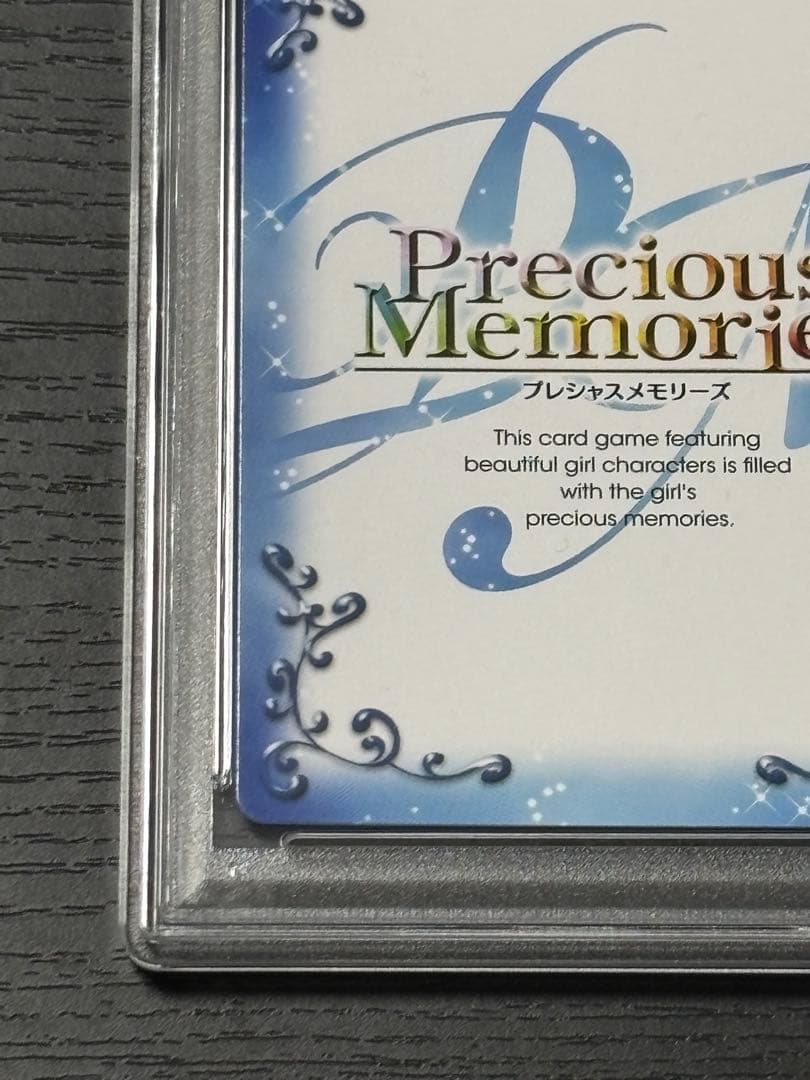 Precious
Memorie
プレシャスメモリーズ
This card game featuring
beautiful girl characters is filled
with the girl's
precious memories.